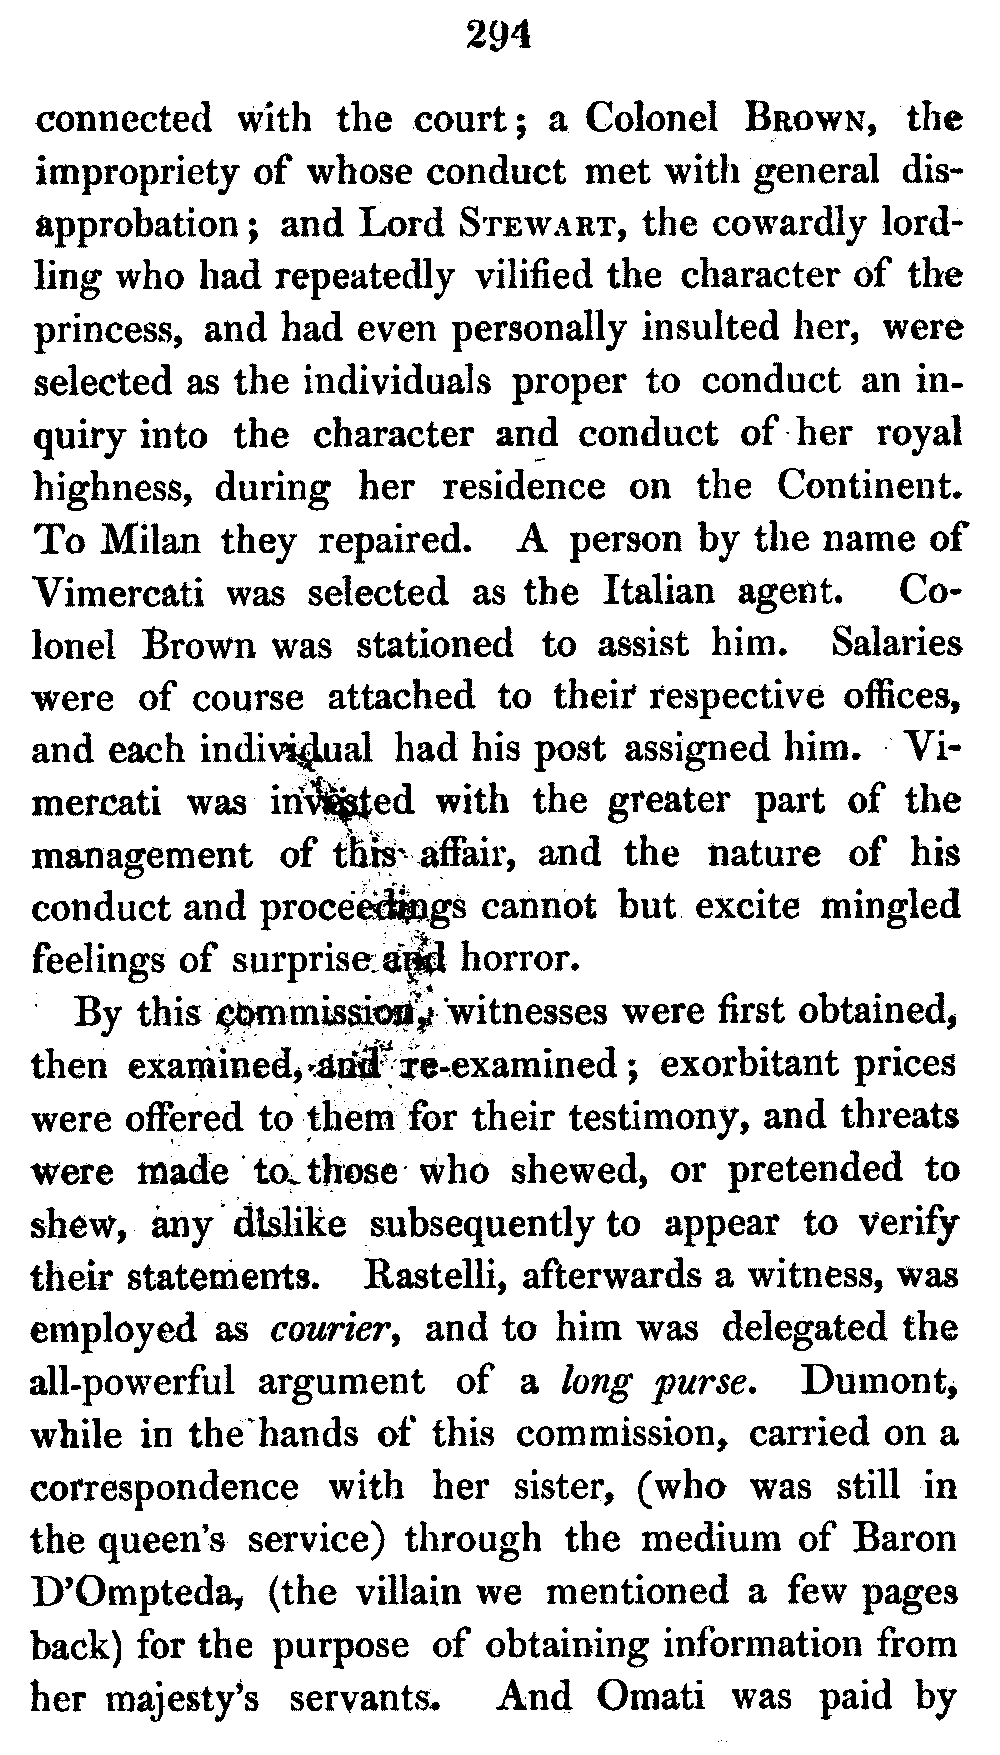 294
connected with the court; a Colonel BROWN, the
impropriety of whose conduct met with general dis-
approbation; and Lord STEWART, the cowardly lord-
ling who had repeatedly vilified the character of the
princess, and had even personally insulted her, were
selected as the individuals proper to conduct an in-
quiry into the character and conduct of her royal
highness, during her residence on the Continent.
To Milan they repaired. A person by the name of
Vimercati was selected as the Italian agent. Co-
lonel Brown was stationed to assist him. Salaries
were of course attached to their respective offices,
and each individual had his post assigned him. Vi-
mercati was invested with the greater part of the
management of this affair, and the nature of his
conduct and proceedings cannot but excite mingled
feelings of surprise and horror.
By this commission, witnesses were first obtained,
then examined, and re-examined; exorbitant prices
were offered to them for their testimony, and threats
were made to those who shewed, or pretended to
shew, any dislike subsequently to appear to verify
their statements. Rastelli, afterwards a witness, was
employed as courier, and to him was delegated the
all-powerful argument of a long purse. Dumont,
while in the hands of this commission, carried on a
correspondence with her sister, (who was still in
the queen's service) through the medium of Baron
D'Ompteda, (the villain we mentioned a few pages
back) for the purpose of obtaining information from
her majesty's servants. And Omati was paid by